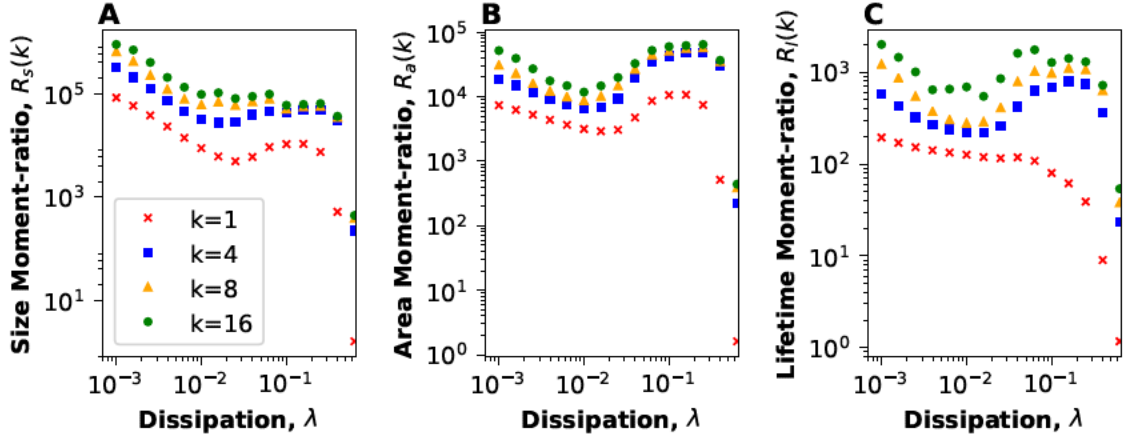 A
Size Moment-ratio, R_s(k)
10^5
10^3
10^1
k=1
k=4
k=8
k=16
10^-3
10^-2
10^-1
Dissipation, λ
B
Area Moment-ratio, R_a(k)
10^5
10^4
10^3
10^2
10^1
10^0
10^-3
10^-2
10^-1
Dissipation, λ
C
Lifetime Moment-ratio, R_l(k)
10^3
10^2
10^1
10^0
10^-3
10^-2
10^-1
Dissipation, λ